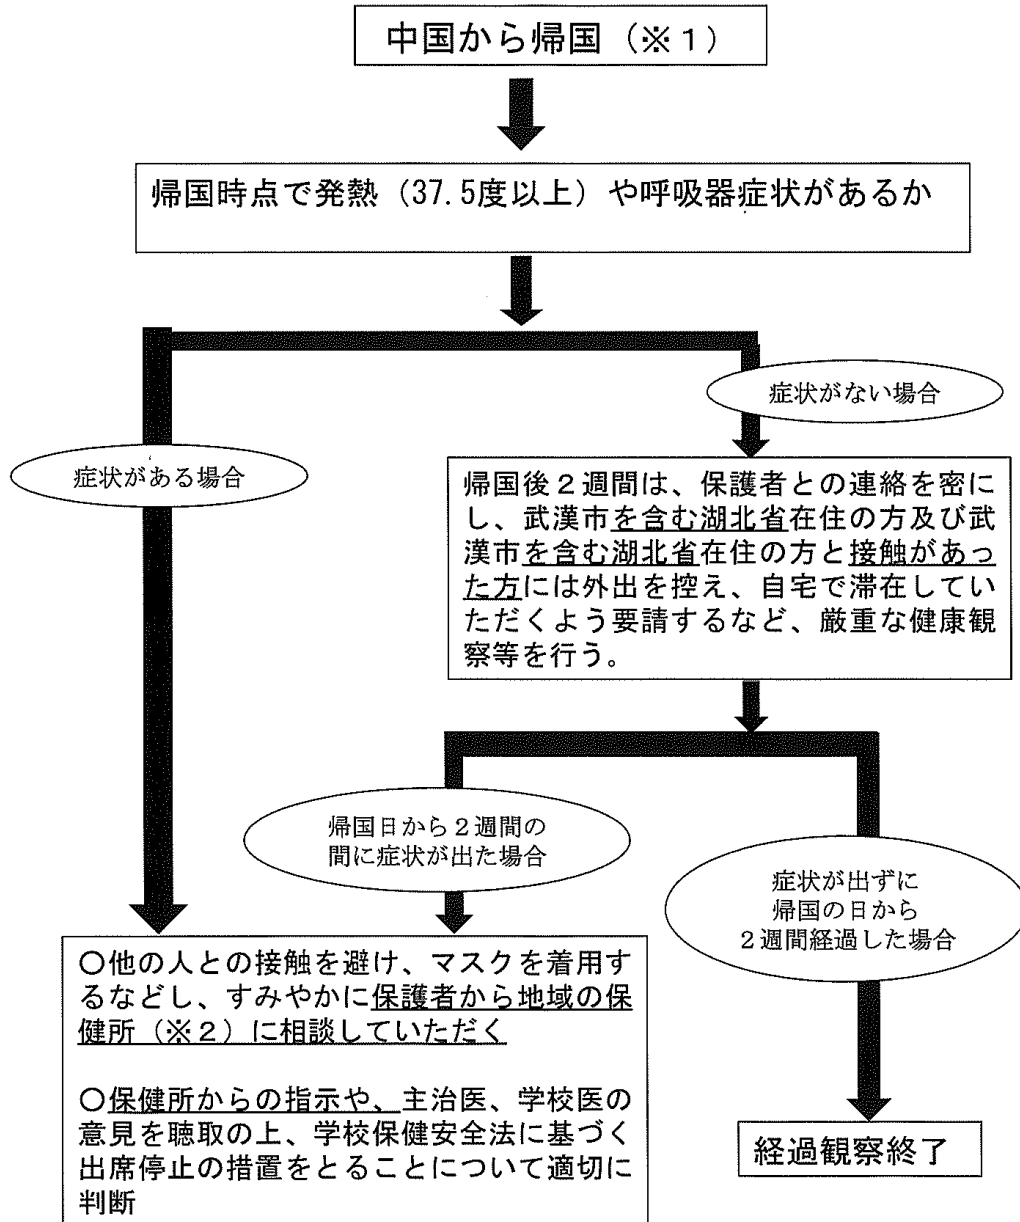 中国から帰国（※１）
帰国時点で発熱（37.5度以上）や呼吸器症状があるか
症状がない場合
症状がある場合
帰国後２週間は、保護者との連絡を密に
し、武漢市を含む湖北省在住の方及び武
漢市を含む湖北省在住の方と接触があっ
た方には外出を控え、自宅で滞在してい
ただくよう要請するなど、厳重な健康観
察等を行う。
帰国日から２週間の
間に症状が出た場合
症状が出ずに
帰国の日から
２週間経過した場合
○他の人との接触を避け、マスクを着用す
るなどし、すみやかに保護者から地域の保
健所（※２）に相談していただく
○保健所からの指示や、主治医、学校医の
意見を聴取の上、学校保健安全法に基づく
出席停止の措置をとることについて適切に
判断
経過観察終了